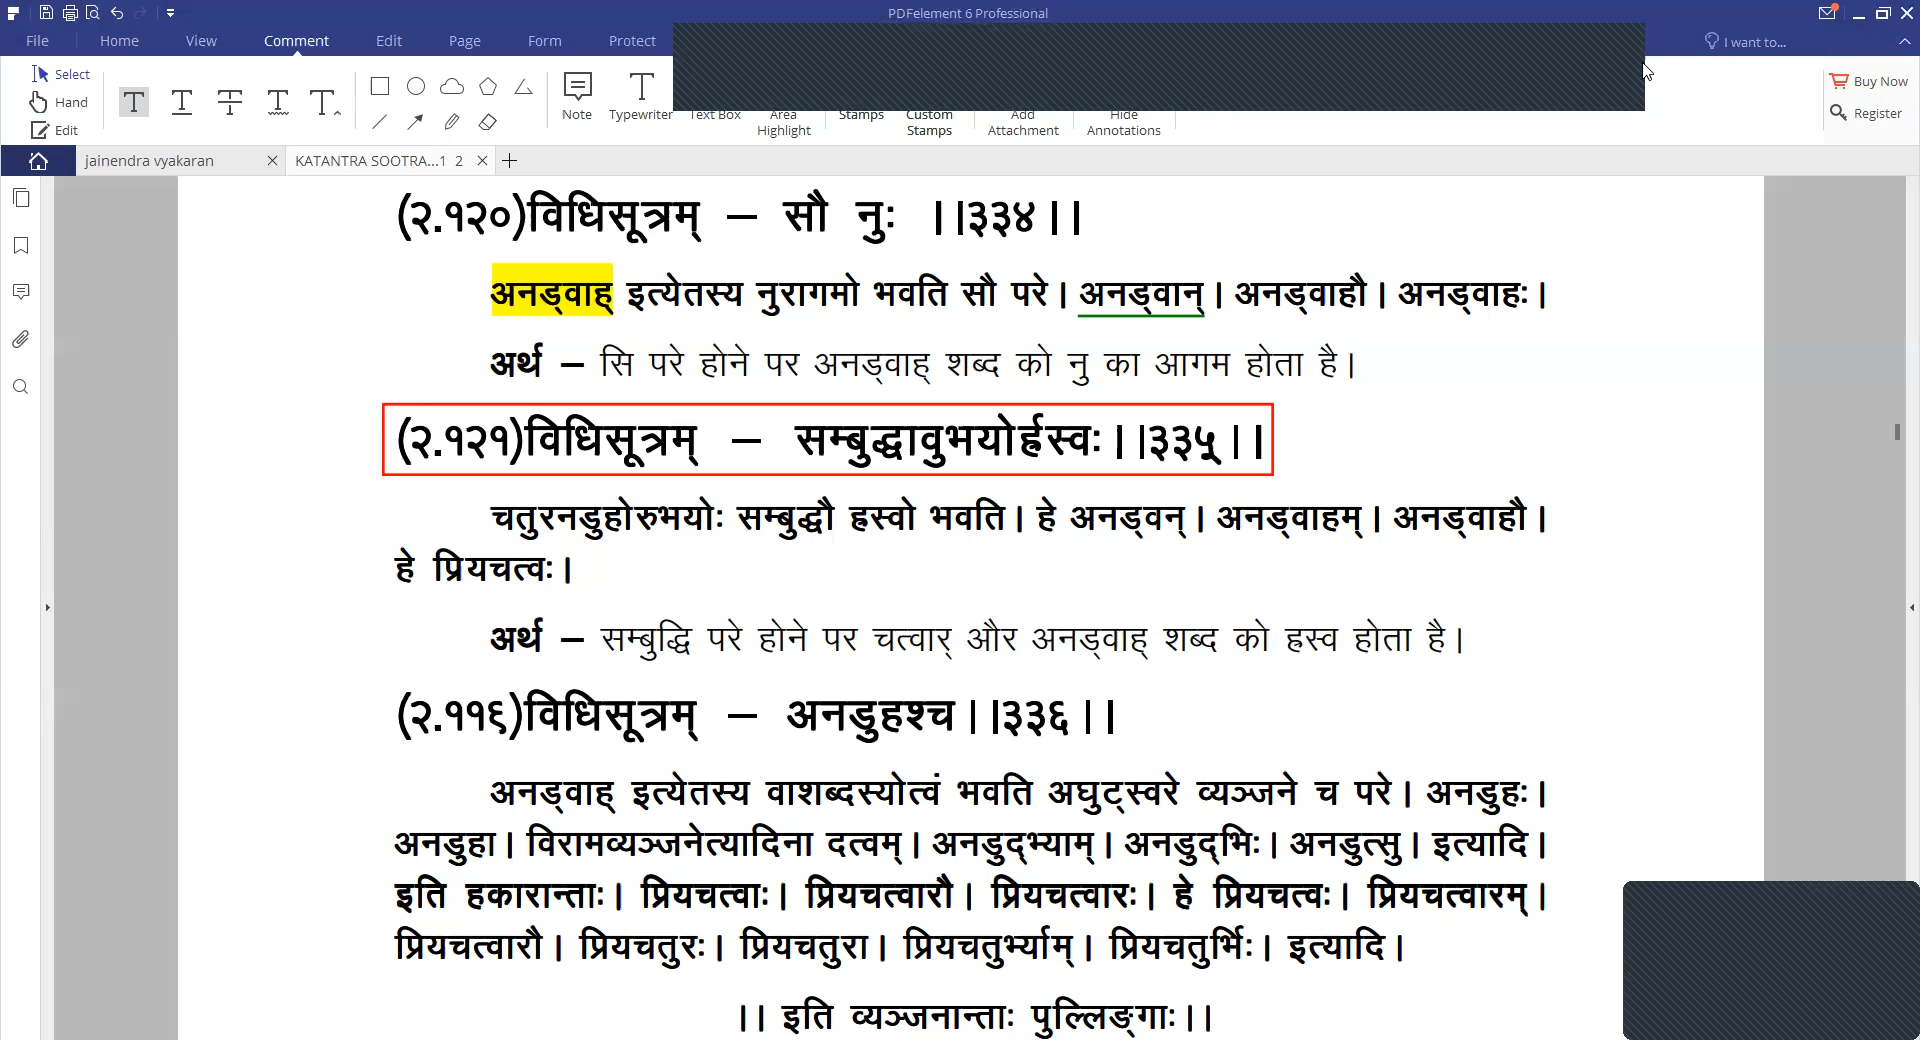 PDFelement 6 Professional
File Home View Comment Edit Page Form Protect I want to...
Select
Hand
Edit
Note Typewriter Text Box Area Highlight Stamps Custom Stamps Add Attachment Hide Annotations
Buy Now
Register
jainendra vyakaran KATANTRA SOOTRA...1 2
(२.१२०)विधिसूत्रम् – सौ नुः ।।३३४।।
अनड्वाह् इत्येतस्य नुरागमो भवति सौ परे। अनड्वान्। अनड्वाहौ। अनड्वाहः।
अर्थ – सि परे होने पर अनड्वाह् शब्द को नु का आगम होता है।
(२.१२१)विधिसूत्रम् – सम्बुद्धावुभयोर्ह्रस्वः।।३३५।।
चतुरनडुहोरुभयोः सम्बुद्धौ ह्रस्वो भवति। हे अनड्वन्। अनड्वाहम्। अनड्वाहौ।
हे प्रियचत्वः।
अर्थ – सम्बुद्धि परे होने पर चत्वार् और अनड्वाह् शब्द को ह्रस्व होता है।
(२.११६)विधिसूत्रम् – अनडुहश्च।।३३६।।
अनड्वाह् इत्येतस्य वाशब्दस्योत्वं भवति अघुट्स्वरे व्यञ्जने च परे। अनडुहः।
अनडुहा। विरामव्यञ्जनेत्यादिना दत्वम्। अनडुद्भ्याम्। अनडुद्भिः। अनडुत्सु। इत्यादि।
इति हकारान्ताः। प्रियचत्वाः। प्रियचत्वारौ। प्रियचत्वारः। हे प्रियचत्वः। प्रियचत्वारम्।
प्रियचत्वारौ। प्रियचतुरः। प्रियचतुरा। प्रियचतुर्भ्याम्। प्रियचतुर्भिः। इत्यादि।
।। इति व्यञ्जनान्ताः पुल्लिङ्गाः।।